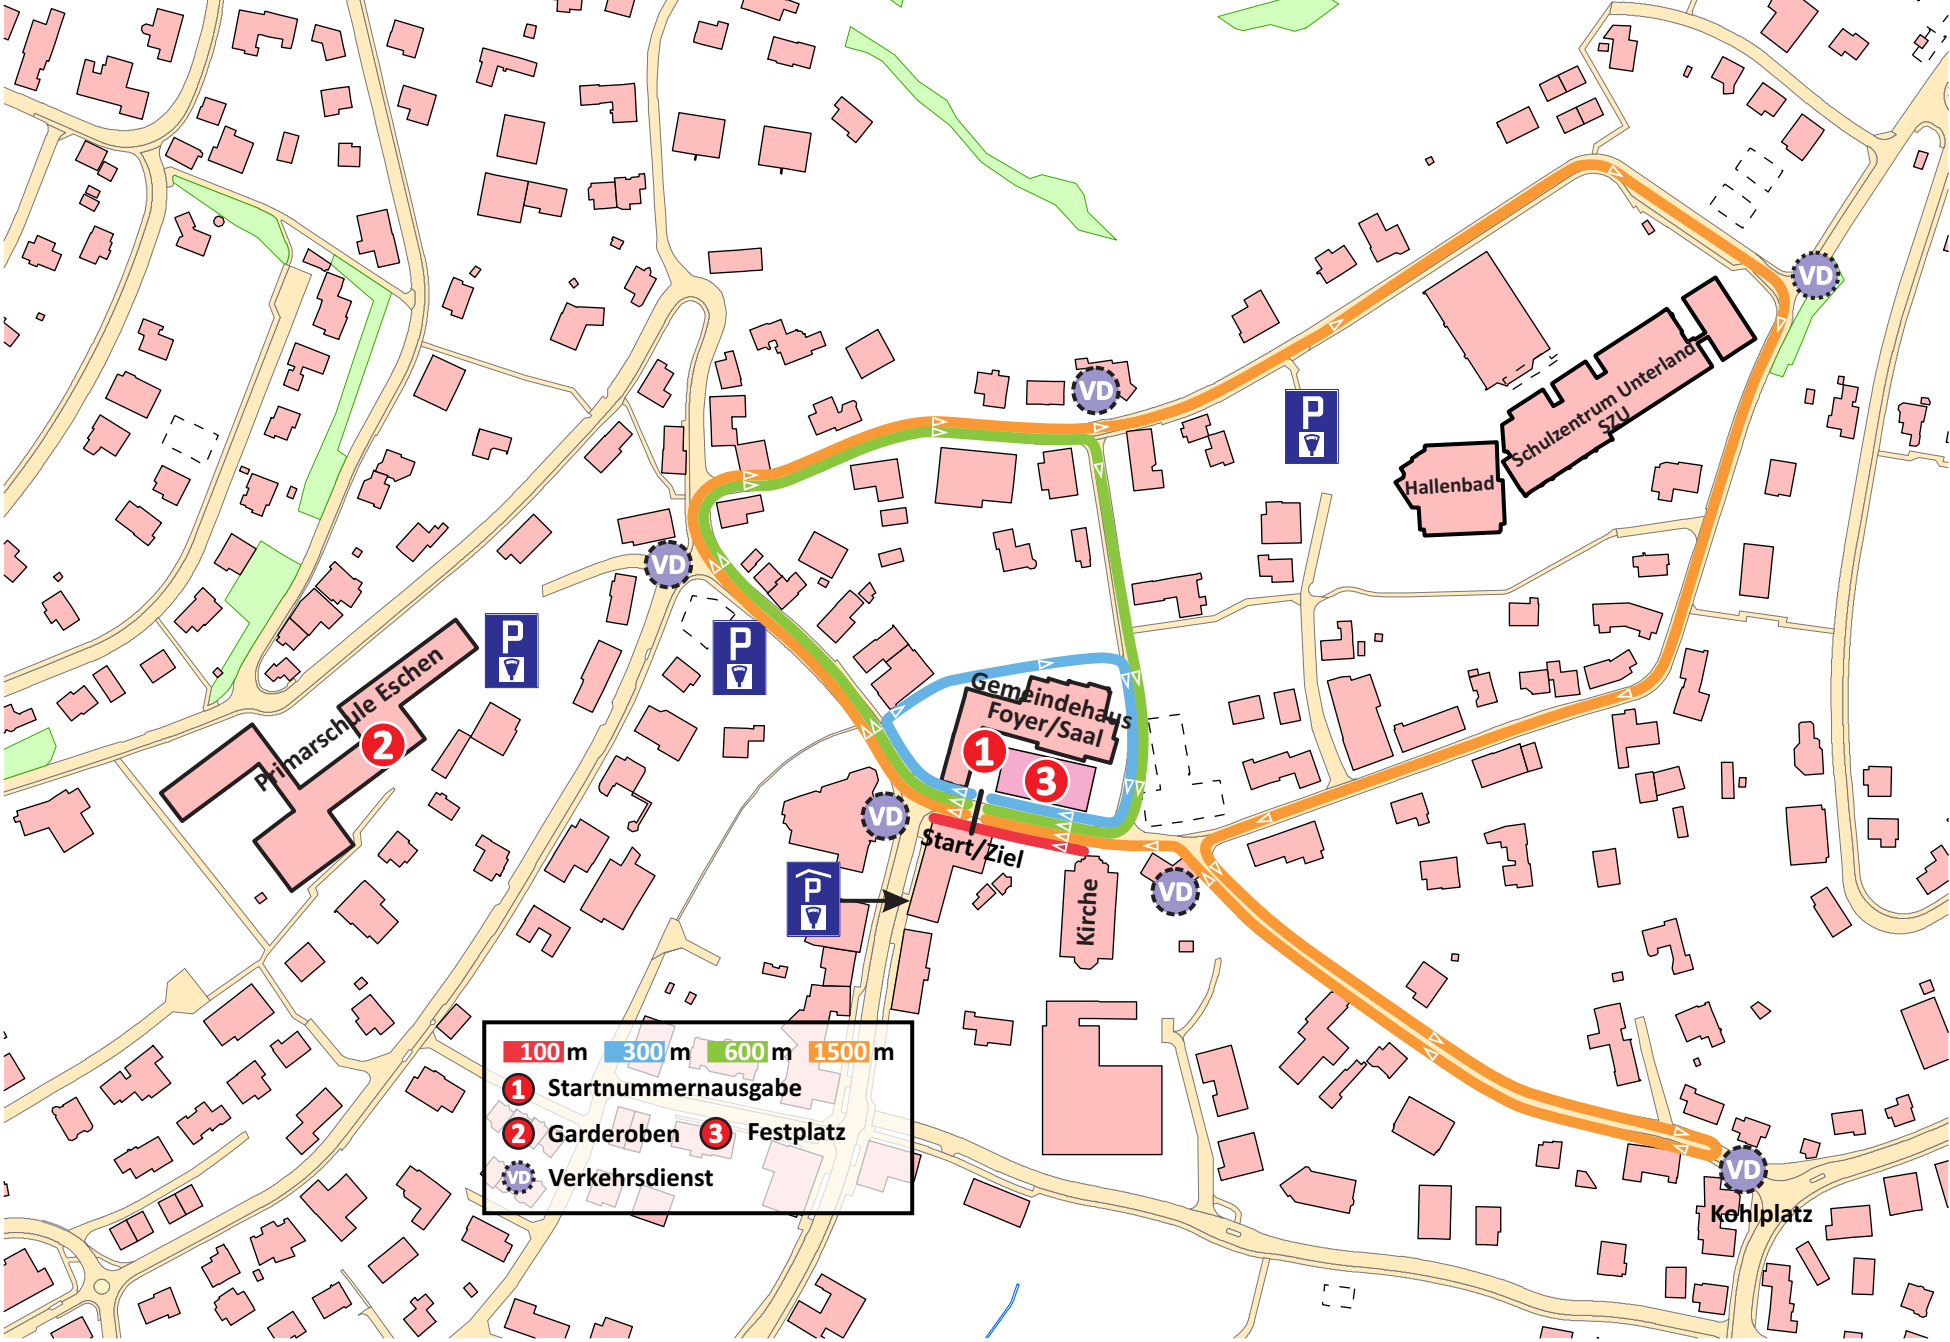 VD
VD
P
Schulzentrum Unterland
SZU
Hallenbad
VD
P
P
Primarschule Eschen
2
Gemeindehaus
Foyer/Saal
1
3
VD
Start/Ziel
P
Kirche
VD
100 m 300 m 600 m 1500 m
1 Startnummernausgabe
2 Garderoben 3 Festplatz
VD Verkehrsdienst
VD
Kohlplatz